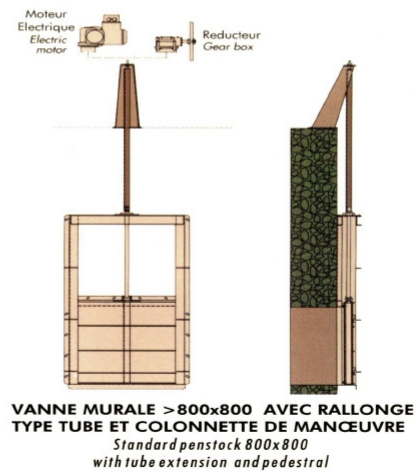 Moteur
Electrique
Electric
motor
Reducteur
Gear box
VANNE MURALE >800x800 AVEC RALLONGE
TYPE TUBE ET COLONNETTE DE MANŒUVRE
Standard penstock 800x800
with tube extension and pedestral